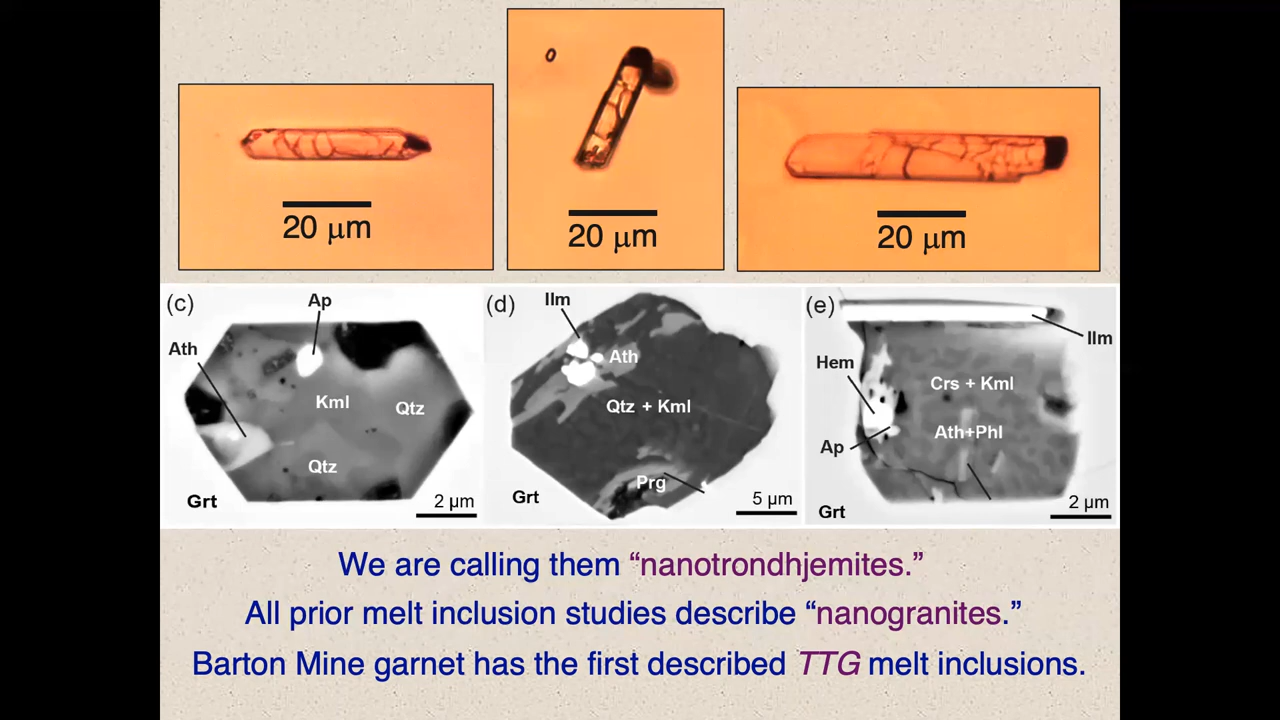 20 μm
20 μm
20 μm
(c)
Ap
Ath
Kml
Qtz
Qtz
Grt
2 μm
(d)
Ilm
Ath
Qtz + Kml
Prg
Grt
5 μm
(e)
Ilm
Hem
Crs + Kml
Ath+Phl
Ap
Grt
2 μm
We are calling them “nanotrondhjemites.”
All prior melt inclusion studies describe “nanogranites.”
Barton Mine garnet has the first described TTG melt inclusions.